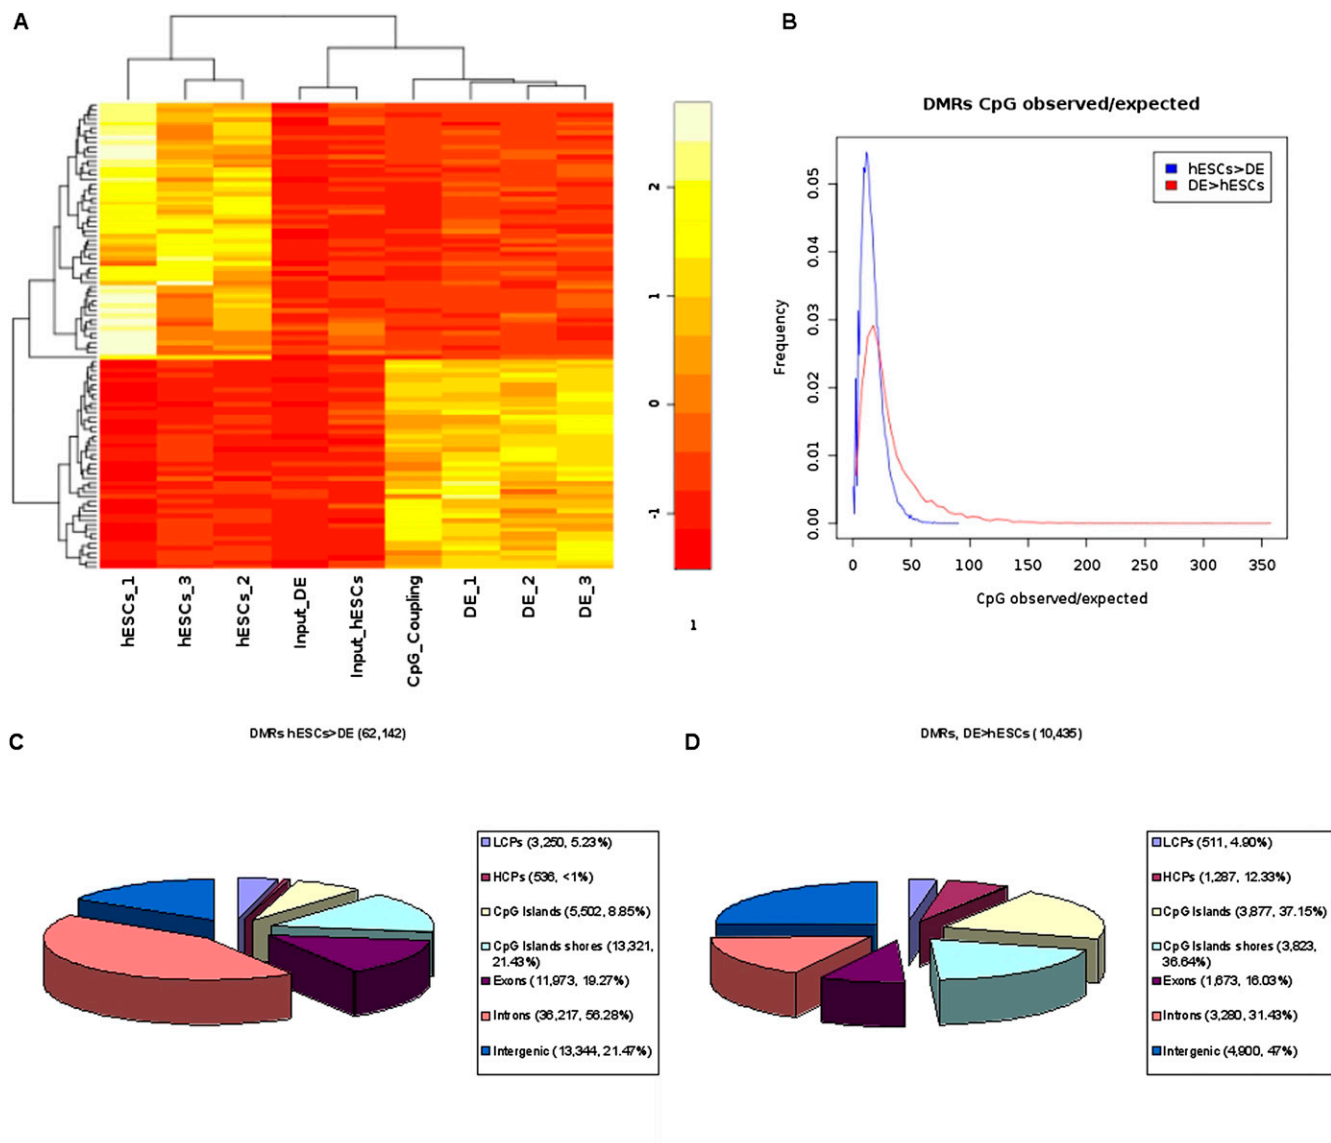 A
2
1
0
-1
1
hESCs_1
hESCs_3
hESCs_2
Input_DE
Input_hESCs
CpG_Coupling
DE_1
DE_2
DE_3
B
DMRs CpG observed/expected
hESCs>DE
DE>hESCs
Frequency
0.05
0.04
0.03
0.02
0.01
0.00
0 50 100 150 200 250 300 350
CpG observed/expected
C
DMRs hESCs>DE (62,142)
LCPs (3,250, 5.23%)
HCPs (536, <1%)
CpG Islands (5,502, 8.85%)
CpG Islands shores (13,321,
21.43%)
Exons (11,973, 19.27%)
Introns (36,217, 56.28%)
Intergenic (13,344, 21.47%)
D
DMRs, DE>hESCs (10,435)
LCPs (511, 4.90%)
HCPs (1,287, 12.33%)
CpG Islands (3,877, 37.15%)
CpG Islands shores (3,823,
36.64%)
Exons (1,673, 16.03%)
Introns (3,280, 31.43%)
Intergenic (4,900, 47%)